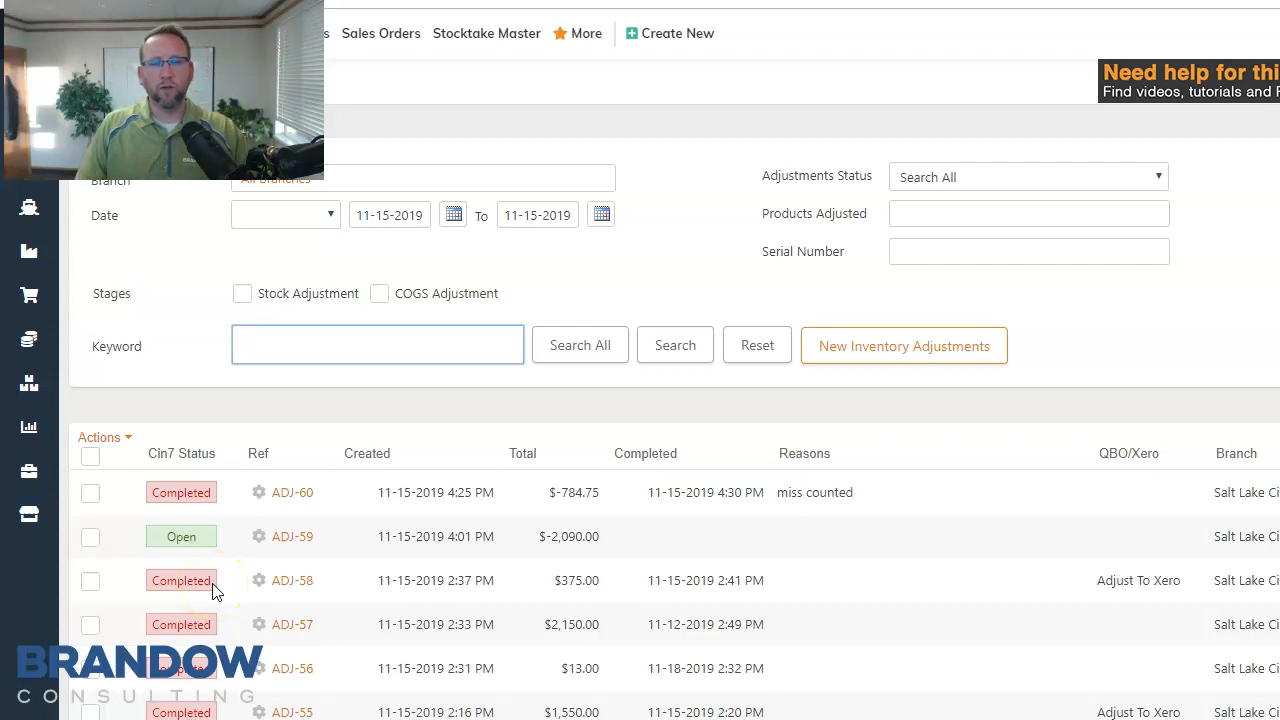 Sales Orders Stocktake Master More Create New
Need help for thi
Find videos, tutorials and
Branch All Branches Adjustments Status Search All
Date 11-15-2019 To 11-15-2019 Products Adjusted
Serial Number
Stages Stock Adjustment COGS Adjustment
Keyword Search All Search Reset New Inventory Adjustments
Actions
Cin7 Status Ref Created Total Completed Reasons QBO/Xero Branch
Completed ADJ-60 11-15-2019 4:25 PM $-784.75 11-15-2019 4:30 PM miss counted Salt Lake Ci
Open ADJ-59 11-15-2019 4:01 PM $-2,090.00 Salt Lake Ci
Completed ADJ-58 11-15-2019 2:37 PM $375.00 11-15-2019 2:41 PM Adjust To Xero Salt Lake Ci
Completed ADJ-57 11-15-2019 2:33 PM $2,150.00 11-12-2019 2:49 PM Salt Lake Ci
Completed ADJ-56 11-15-2019 2:31 PM $13.00 11-18-2019 2:32 PM Salt Lake Ci
Completed ADJ-55 11-15-2019 2:16 PM $1,550.00 11-15-2019 2:20 PM Adjust To Xero Salt Lake Ci
BRANDOW
CONSULTING